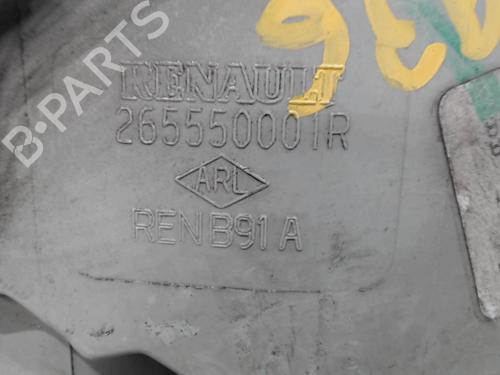 RENAULT
265550001R
ARL
REN B91 A
B-PARTS